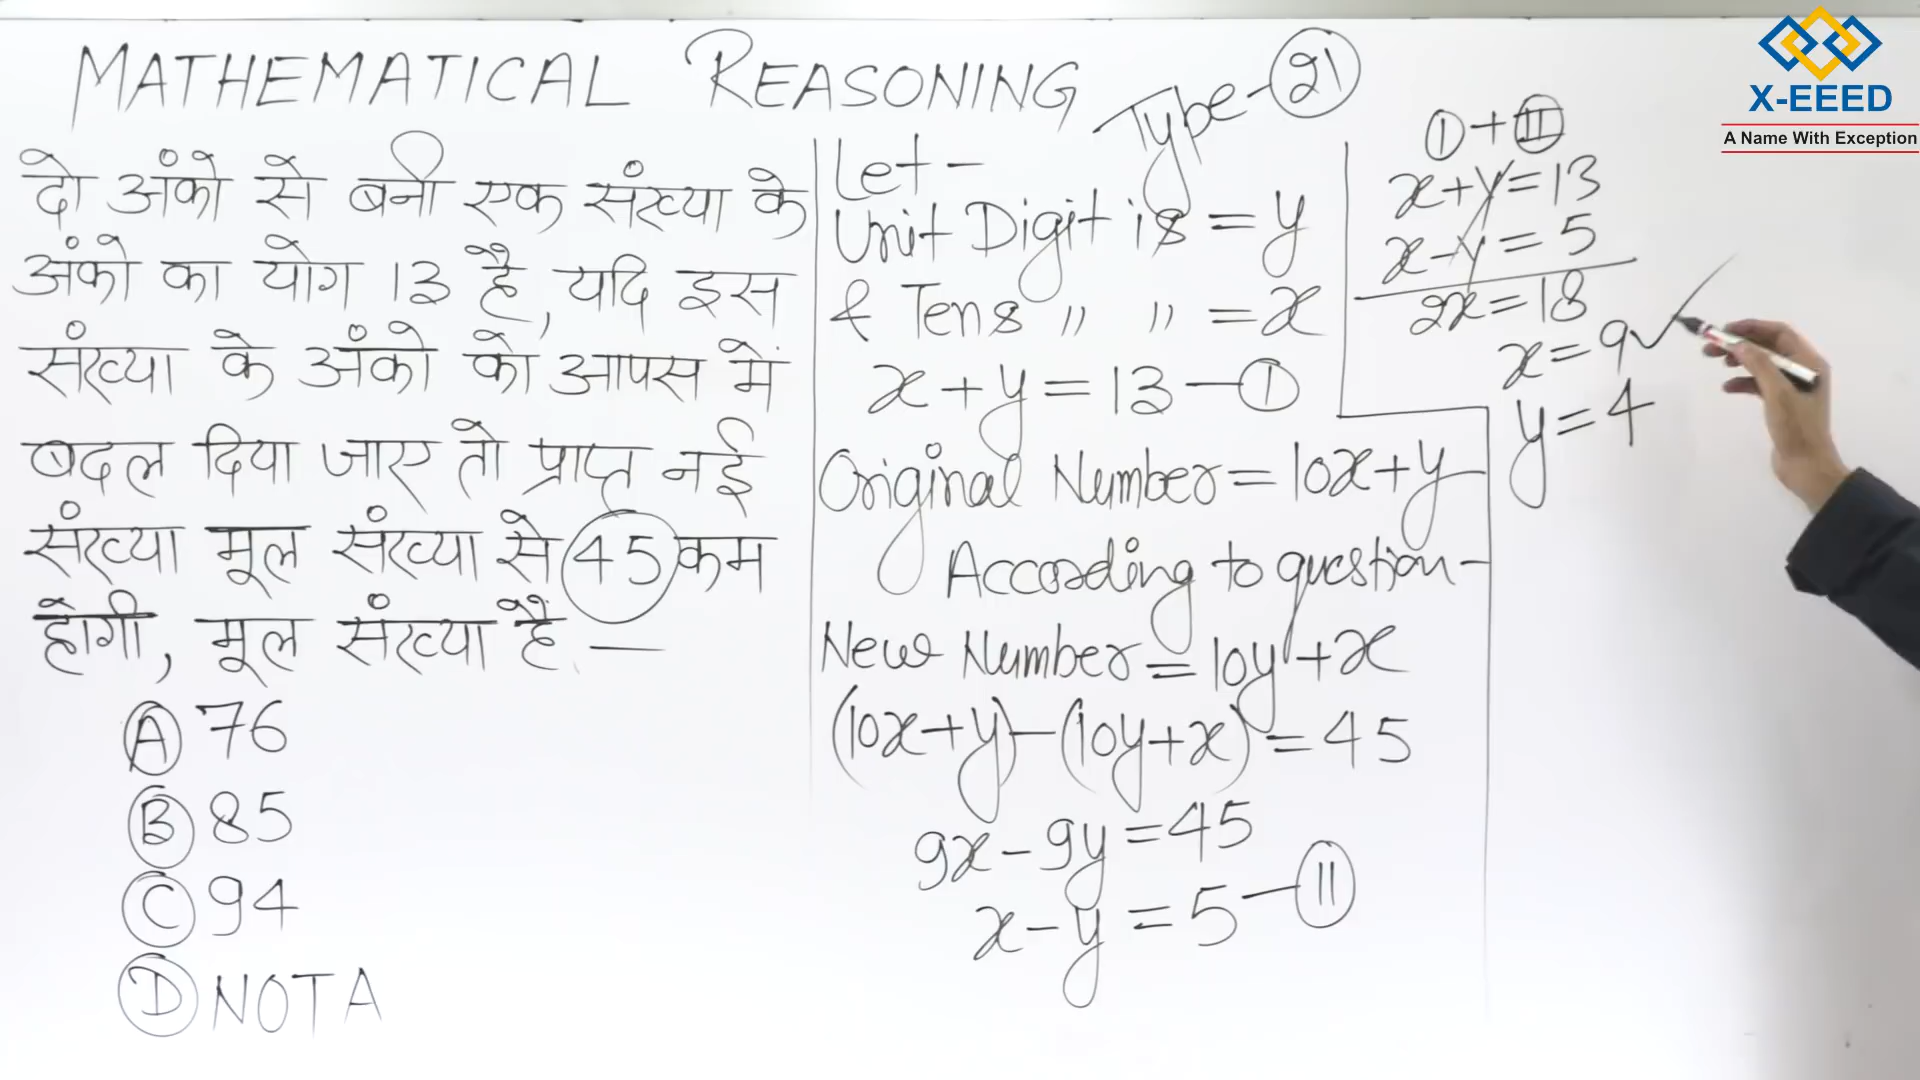 MATHEMATICAL REASONING Type-21
दो अंको से बनी एक संख्या के
अंको का योग 13 है, यदि इस
संख्या के अंको को आपस में
बदल दिया जाए तो प्राप्त नई
संख्या मूल संख्या से 45 कम
होगी, मूल संख्या है —
A 76
B 85
C 94
D NOTA
Let -
Unit Digit is = y
& Tens " " = x
x + y = 13 — I
Original Number = 10x + y
According to question -
New Number = 10y + x
(10x + y) - (10y + x) = 45
9x - 9y = 45
x - y = 5 — II
I + II
x + y = 13
x - y = 5
2x = 18
x = 9
y = 4
X-EEED
A Name With Exception